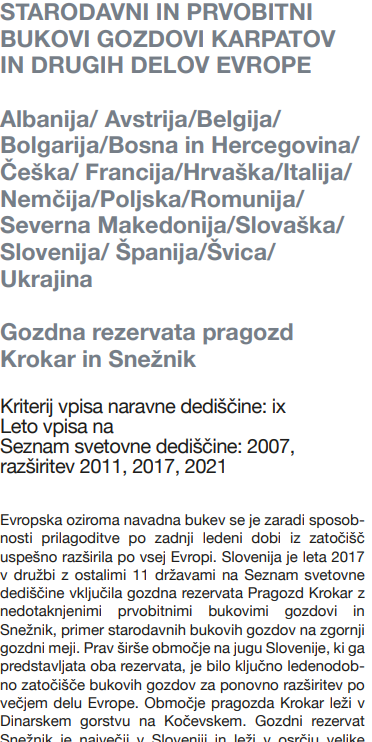 STARODAVNI IN PRVOBITNI
BUKOVI GOZDOVI KARPATOV
IN DRUGIH DELOV EVROPE
Albanija/ Avstrija/Belgija/
Bolgarija/Bosna in Hercegovina/
Češka/ Francija/Hrvaška/Italija/
Nemčija/Poljska/Romunija/
Severna Makedonija/Slovaška/
Slovenija/ Španija/Švica/
Ukrajina
Gozdna rezervata pragozd
Krokar in Snežnik
Kriterij vpisa naravne dediščine: ix
Leto vpisa na
Seznam svetovne dediščine: 2007,
razširitev 2011, 2017, 2021
Evropska oziroma navadna bukev se je zaradi sposob-
nosti prilagoditve po zadnji ledeni dobi iz zatočišč
uspešno razširila po vsej Evropi. Slovenija je leta 2017
v družbi z ostalimi 11 državami na Seznam svetovne
dediščine vključila gozdna rezervata Pragozd Krokar z
nedotaknjenimi prvobitnimi bukovimi gozdovi in
Snežnik, primer starodavnih bukovih gozdov na zgornji
gozdni meji. Prav širše območje na jugu Slovenije, ki ga
predstavljata oba rezervata, je bilo ključno ledenodob-
no zatočišče bukovih gozdov za ponovno razširitev po
večjem delu Evrope. Območje pragozda Krokar leži v
Dinarskem gorstvu na Kočevskem. Gozdni rezervat
Snežnik je največji v Sloveniji in leži v osrčju velike